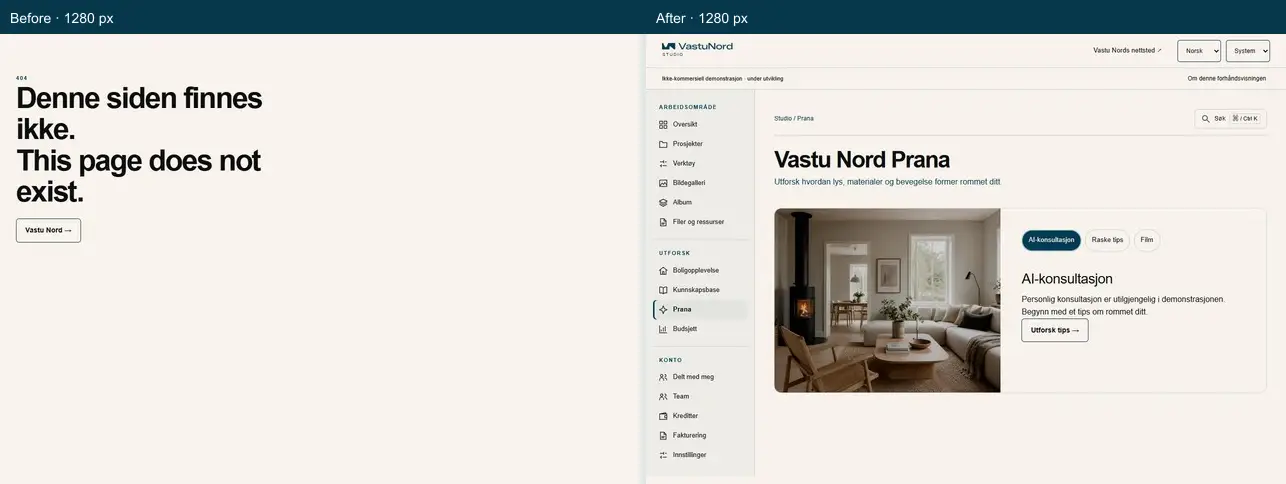 Before · 1280 px
404
Denne siden finnes
ikke.
This page does not
exist.
Vastu Nord →
After · 1280 px
VastuNord
STUDIO
Vastu Nords nettsted ↗
Norsk
System
Ikke-kommersiell demonstrasjon · under utvikling
Om denne forhåndsvisningen
ARBEIDSOMRÅDE
Oversikt
Prosjekter
Verktøy
Bildegalleri
Album
Filer og ressurser
UTFORSK
Boligopplevelse
Kunnskapsbase
Prana
Budsjett
KONTO
Delt med meg
Team
Kreditter
Fakturering
Innstillinger
Studio / Prana
Søk ⌘ / Ctrl K
Vastu Nord Prana
Utforsk hvordan lys, materialer og bevegelse former rommet ditt.
AI-konsultasjon
Raske tips
Film
AI-konsultasjon
Personlig konsultasjon er utilgjengelig i demonstrasjonen.
Begynn med et tips om rommet ditt.
Utforsk tips →